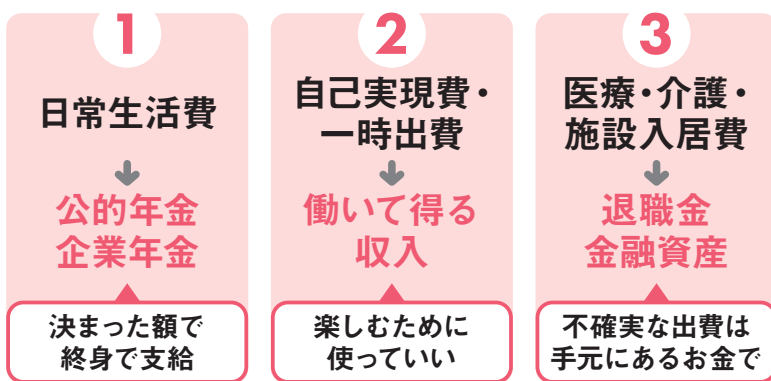 1
日常生活費
公的年金
企業年金
決まった額で
終身で支給
2
自己実現費・
一時出費
働いて得る
収入
楽しむために
使っていい
3
医療・介護・
施設入居費
退職金
金融資産
不確実な出費は
手元にあるお金で